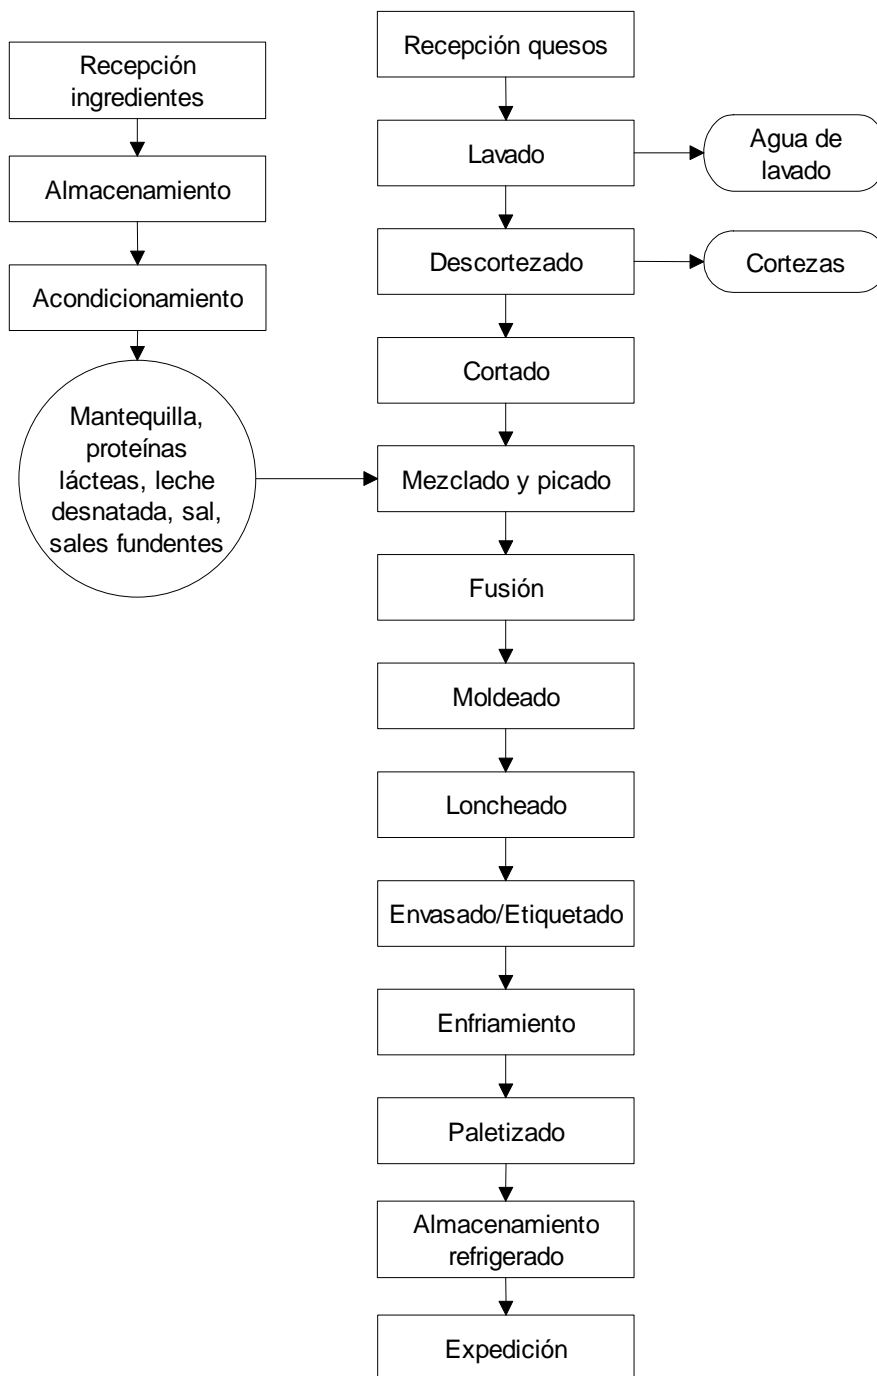 Recepción
ingredientes
Almacenamiento
Acondicionamiento
Mantequilla,
proteínas
lácteas, leche
desnatada, sal,
sales fundentes
Recepción quesos
Lavado
Agua de
lavado
Descortezado
Cortezas
Cortado
Mezclado y picado
Fusión
Moldeado
Loncheado
Envasado/Etiquetado
Enfriamiento
Paletizado
Almacenamiento
refrigerado
Expedición